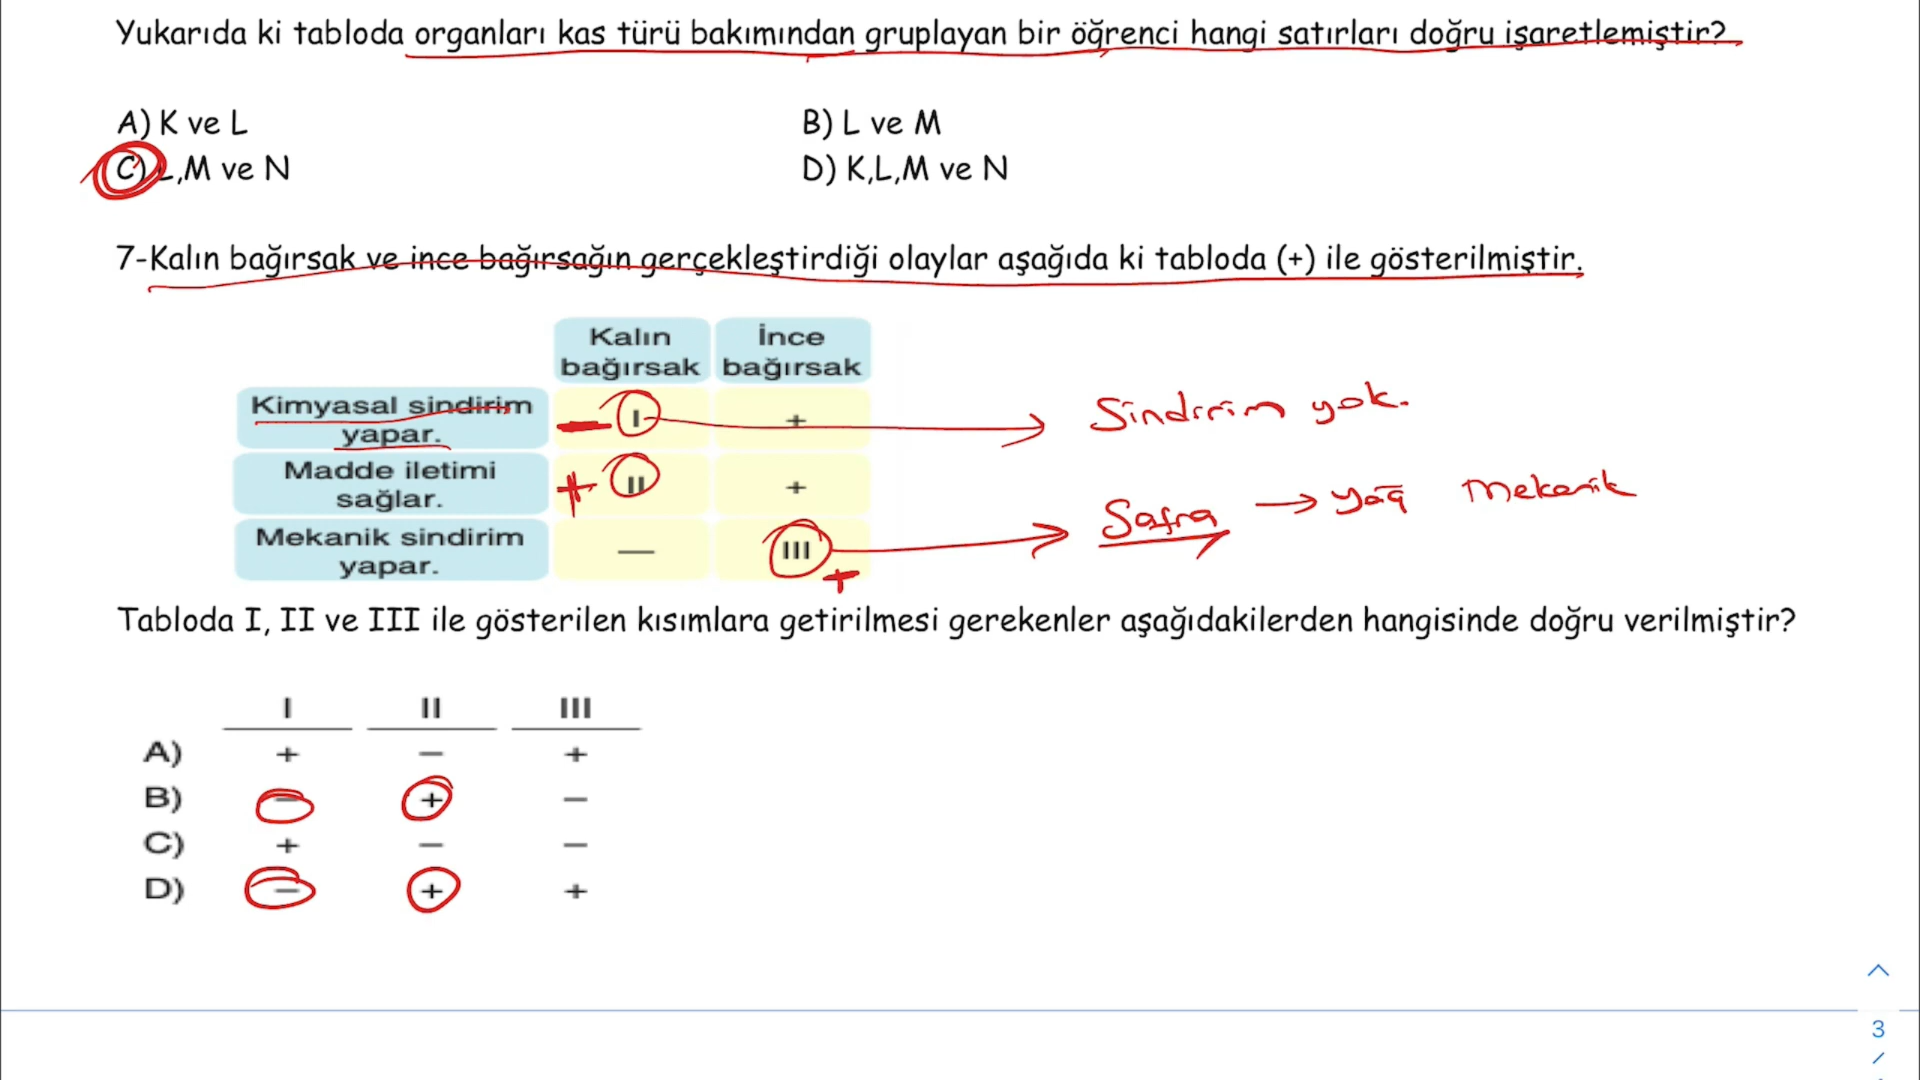 Yukarıda ki tabloda organları kas türü bakımından gruplayan bir öğrenci hangi satırları doğru işaretlemiştir?
A) K ve L
B) L ve M
C) L,M ve N
D) K,L,M ve N
7-Kalın bağırsak ve ince bağırsağın gerçekleştirdiği olaylar aşağıda ki tabloda (+) ile gösterilmiştir.
Kalın bağırsak
İnce bağırsak
Kimyasal sindirim yapar.
— I
+
Sindirim yok.
Madde iletimi sağlar.
+ II
+
Mekanik sindirim yapar.
—
III +
Safra → yağ Mekanik
Tabloda I, II ve III ile gösterilen kısımlara getirilmesi gerekenler aşağıdakilerden hangisinde doğru verilmiştir?
I II III
A) + — +
B) — + —
C) + — —
D) — + +
3
/